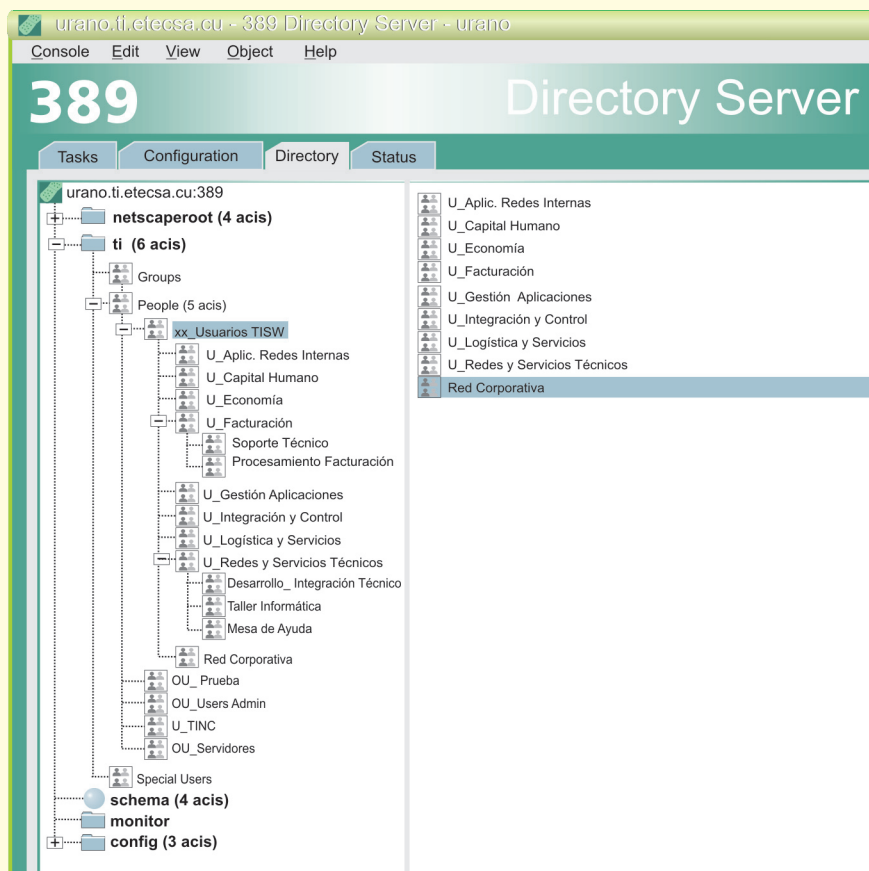 urano.ti.etecsa.cu - 389 Directory Server - urano
Console Edit View Object Help
389 Directory Server
Tasks Configuration Directory Status
urano.ti.etecsa.cu:389
netscaperoot (4 acis)
ti (6 acis)
Groups
People (5 acis)
xx_Usuarios TISW
U_Aplic. Redes Internas
U_Capital Humano
U_Economía
U_Facturación
Soporte Técnico
Procesamiento Facturación
U_Gestión Aplicaciones
U_Integración y Control
U_Logística y Servicios
U_Redes y Servicios Técnicos
Desarrollo_ Integración Técnico
Taller Informática
Mesa de Ayuda
Red Corporativa
OU_ Prueba
OU_Users Admin
U_TINC
OU_Servidores
Special Users
schema (4 acis)
monitor
config (3 acis)
U_Aplic. Redes Internas
U_Capital Humano
U_Economía
U_Facturación
U_Gestión  Aplicaciones
U_Integración y Control
U_Logística y Servicios
U_Redes y Servicios Técnicos
Red Corporativa